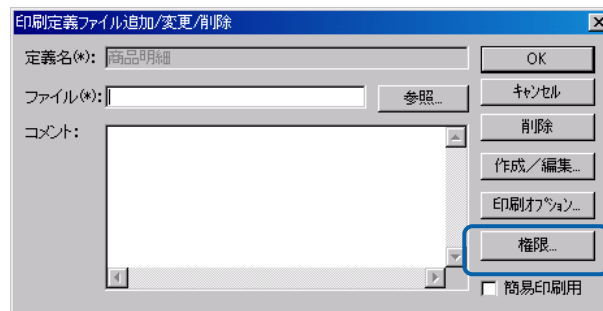 印刷定義ファイル追加/変更/削除
定義名(*): 商品明細
OK
ファイル(*):
参照...
キャンセル
コメント:
削除
作成／編集...
印刷オプション...
権限...
簡易印刷用